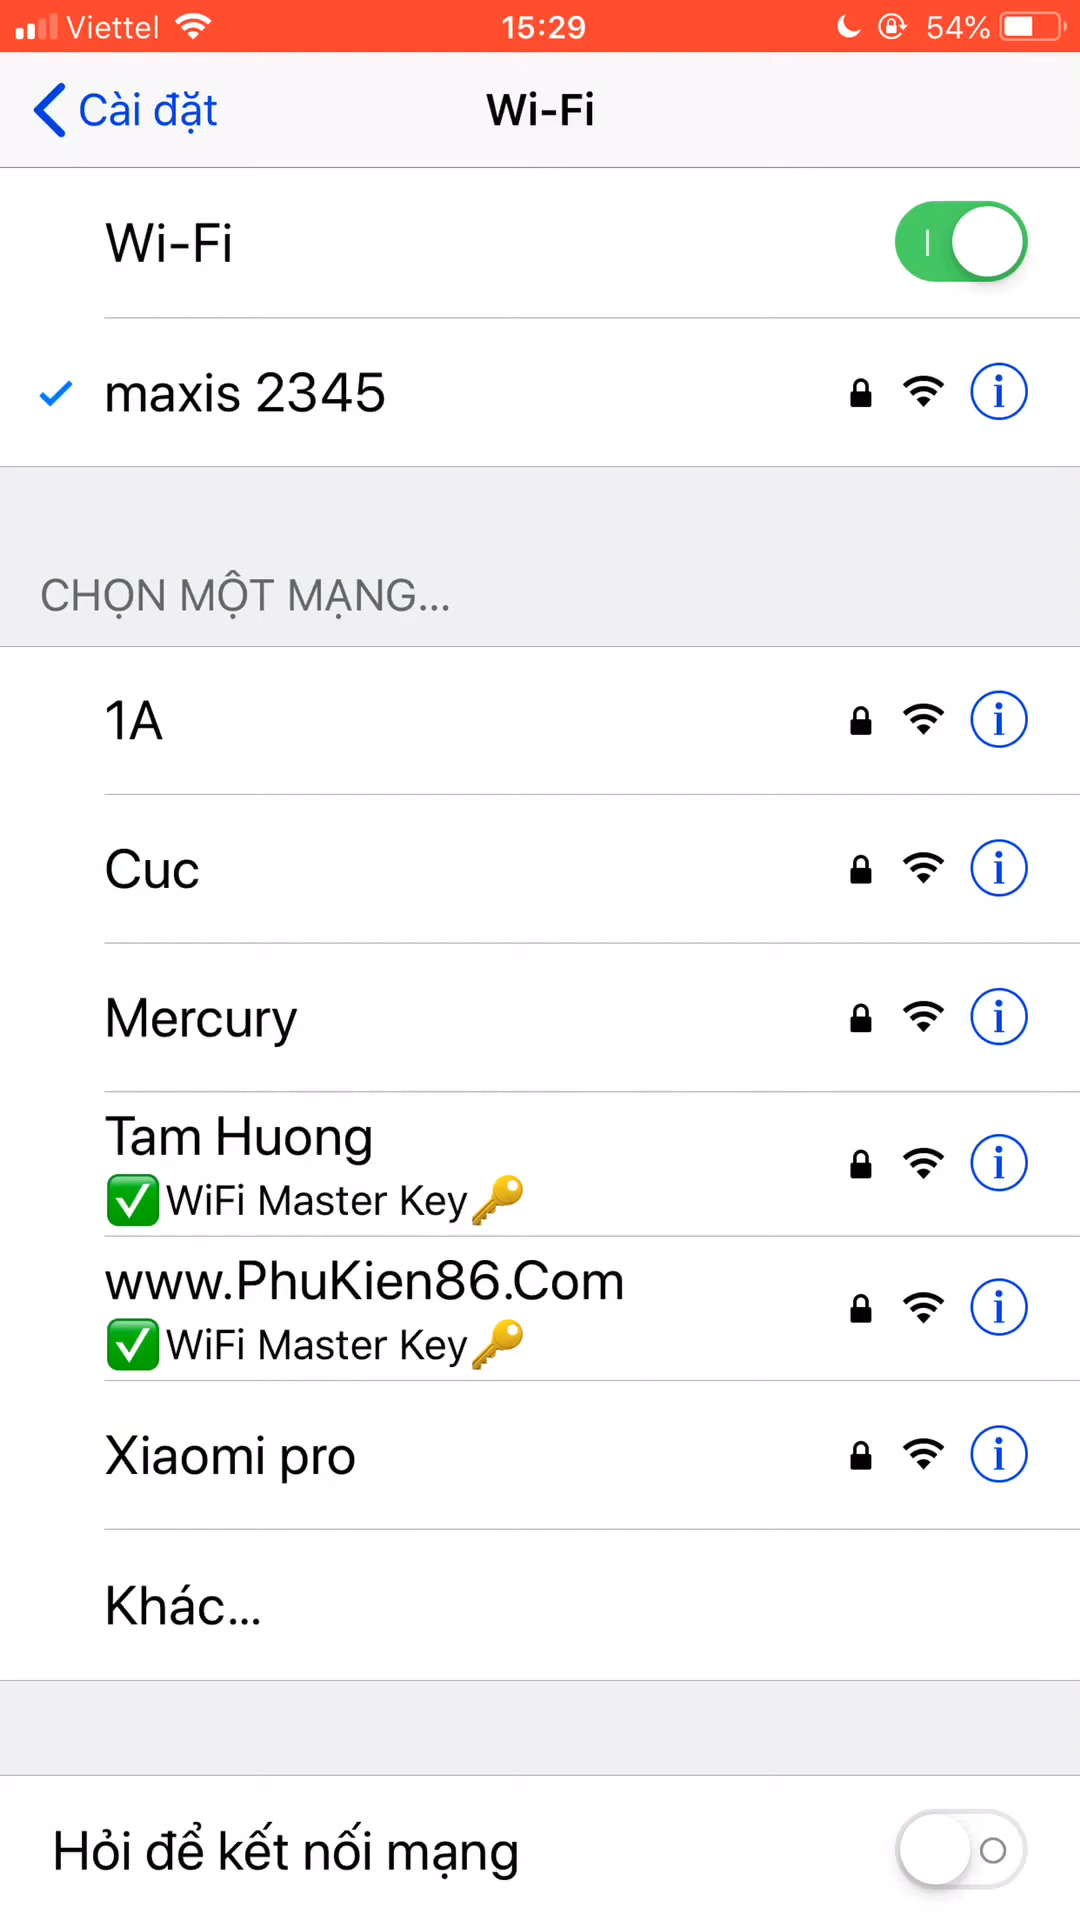 Viettel 15:29 54%
Cài đặt Wi-Fi
Wi-Fi
maxis 2345
CHỌN MỘT MẠNG...
1A
Cuc
Mercury
Tam Huong
✅WiFi Master Key🔑
www.PhuKien86.Com
✅WiFi Master Key🔑
Xiaomi pro
Khác...
Hỏi để kết nối mạng